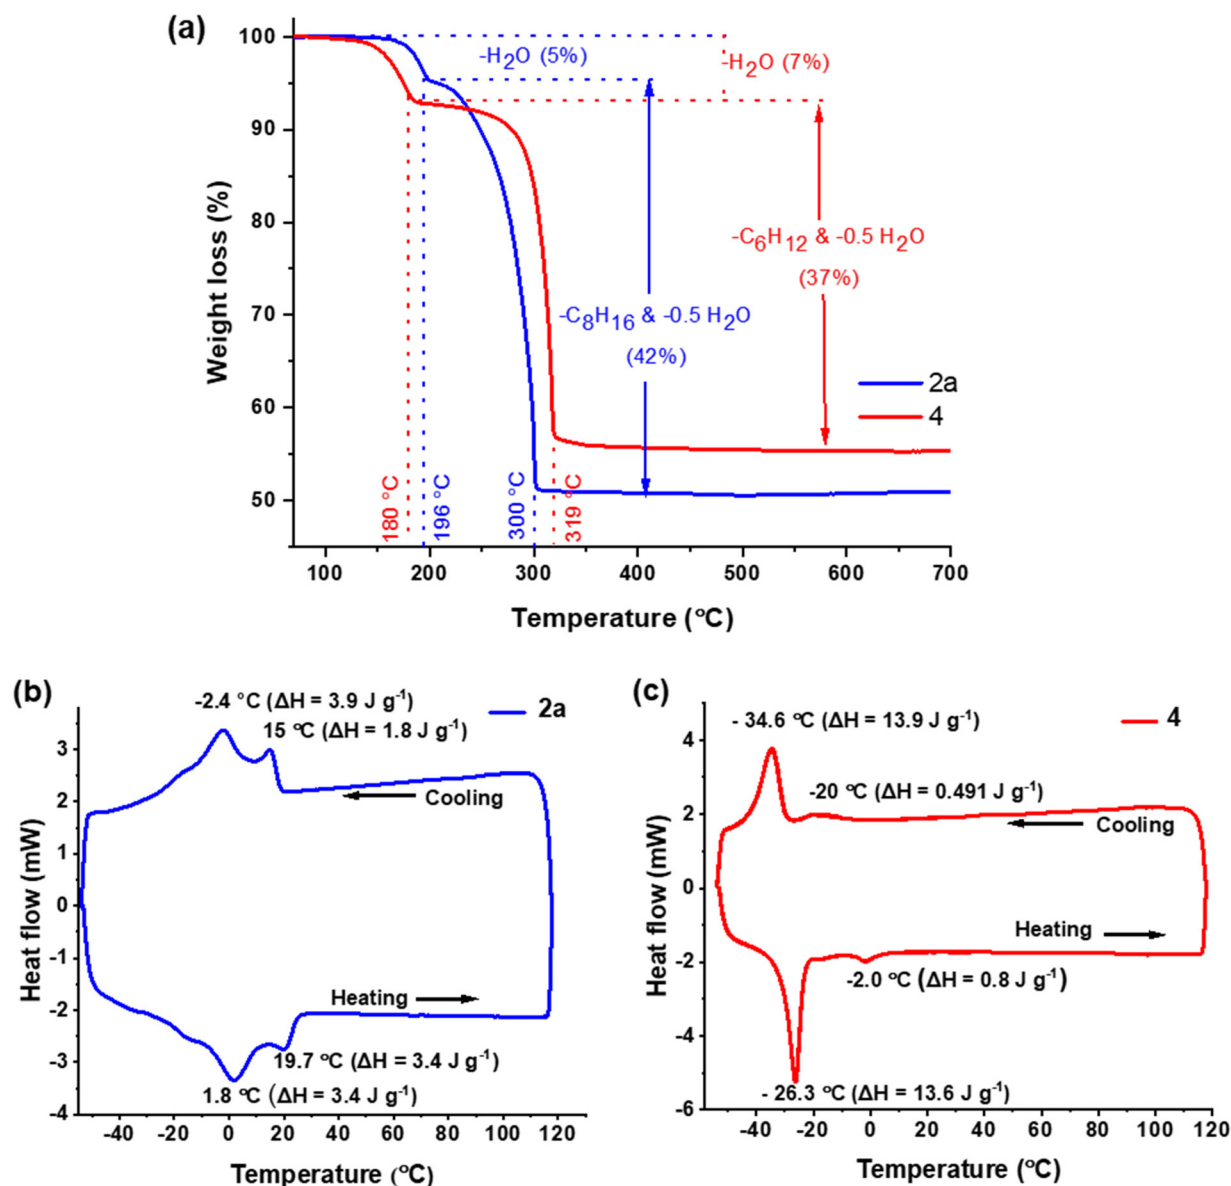 (a)
100
90
80
70
60
50
Weight loss (%)
-H2O (5%)
-H2O (7%)
-C6H12 & -0.5 H2O
(37%)
-C8H16 & -0.5 H2O
(42%)
2a
4
180 °C
196 °C
300 °C
319 °C
100 200 300 400 500 600 700
Temperature (°C)
(b)
-2.4 °C (ΔH = 3.9 J g-1)
15 °C (ΔH = 1.8 J g-1)
2a
3
2
1
0
-1
-2
-3
-4
Heat flow (mW)
Cooling
Heating
19.7 °C (ΔH = 3.4 J g-1)
1.8 °C (ΔH = 3.4 J g-1)
-40 -20 0 20 40 60 80 100 120
Temperature (°C)
(c)
- 34.6 °C (ΔH = 13.9 J g-1)
4
-20 °C (ΔH = 0.491 J g-1)
4
2
0
-2
-4
-6
Heat flow (mW)
Cooling
Heating
-2.0 °C (ΔH = 0.8 J g-1)
- 26.3 °C (ΔH = 13.6 J g-1)
-40 -20 0 20 40 60 80 100 120
Temperature (°C)